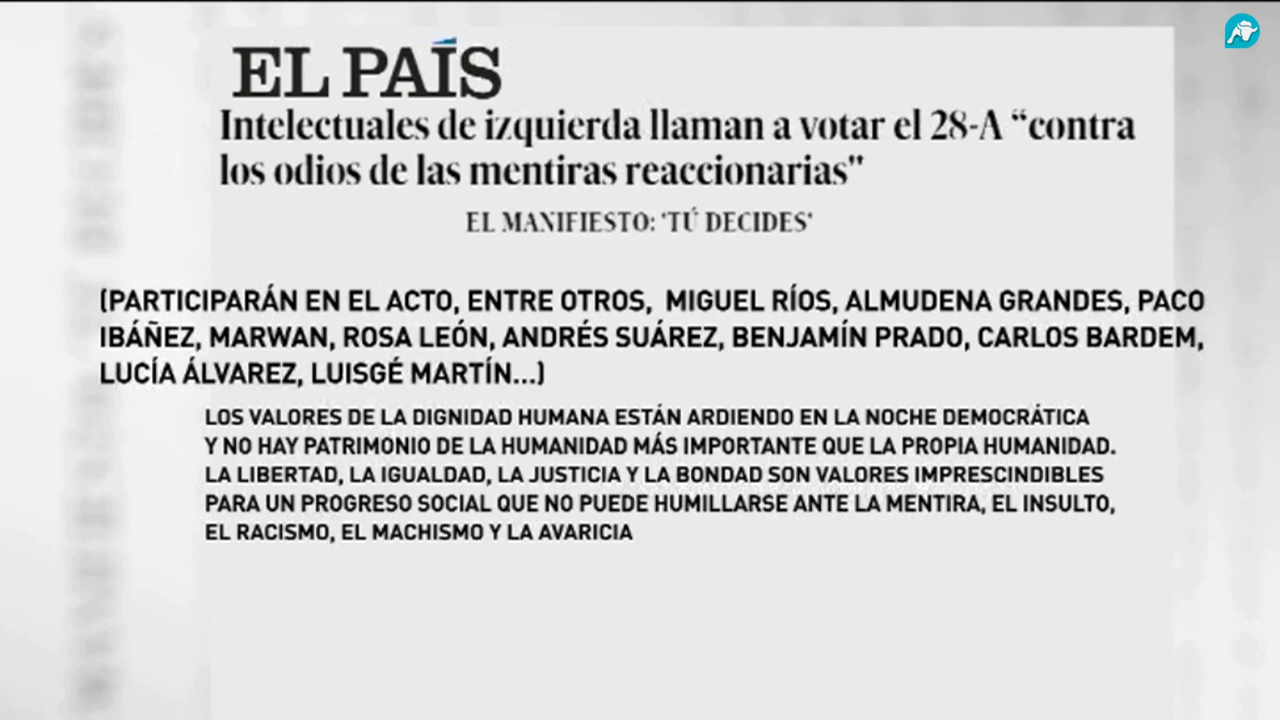 EL PAÍS
Intelectuales de izquierda llaman a votar el 28-A “contra
los odios de las mentiras reaccionarias"
EL MANIFIESTO: 'TÚ DECIDES'
(PARTICIPARÁN EN EL ACTO, ENTRE OTROS, MIGUEL RÍOS, ALMUDENA GRANDES, PACO
IBÁÑEZ, MARWAN, ROSA LEÓN, ANDRÉS SUÁREZ, BENJAMÍN PRADO, CARLOS BARDEM,
LUCÍA ÁLVAREZ, LUISGÉ MARTÍN...)
LOS VALORES DE LA DIGNIDAD HUMANA ESTÁN ARDIENDO EN LA NOCHE DEMOCRÁTICA
Y NO HAY PATRIMONIO DE LA HUMANIDAD MÁS IMPORTANTE QUE LA PROPIA HUMANIDAD.
LA LIBERTAD, LA IGUALDAD, LA JUSTICIA Y LA BONDAD SON VALORES IMPRESCINDIBLES
PARA UN PROGRESO SOCIAL QUE NO PUEDE HUMILLARSE ANTE LA MENTIRA, EL INSULTO,
EL RACISMO, EL MACHISMO Y LA AVARICIA